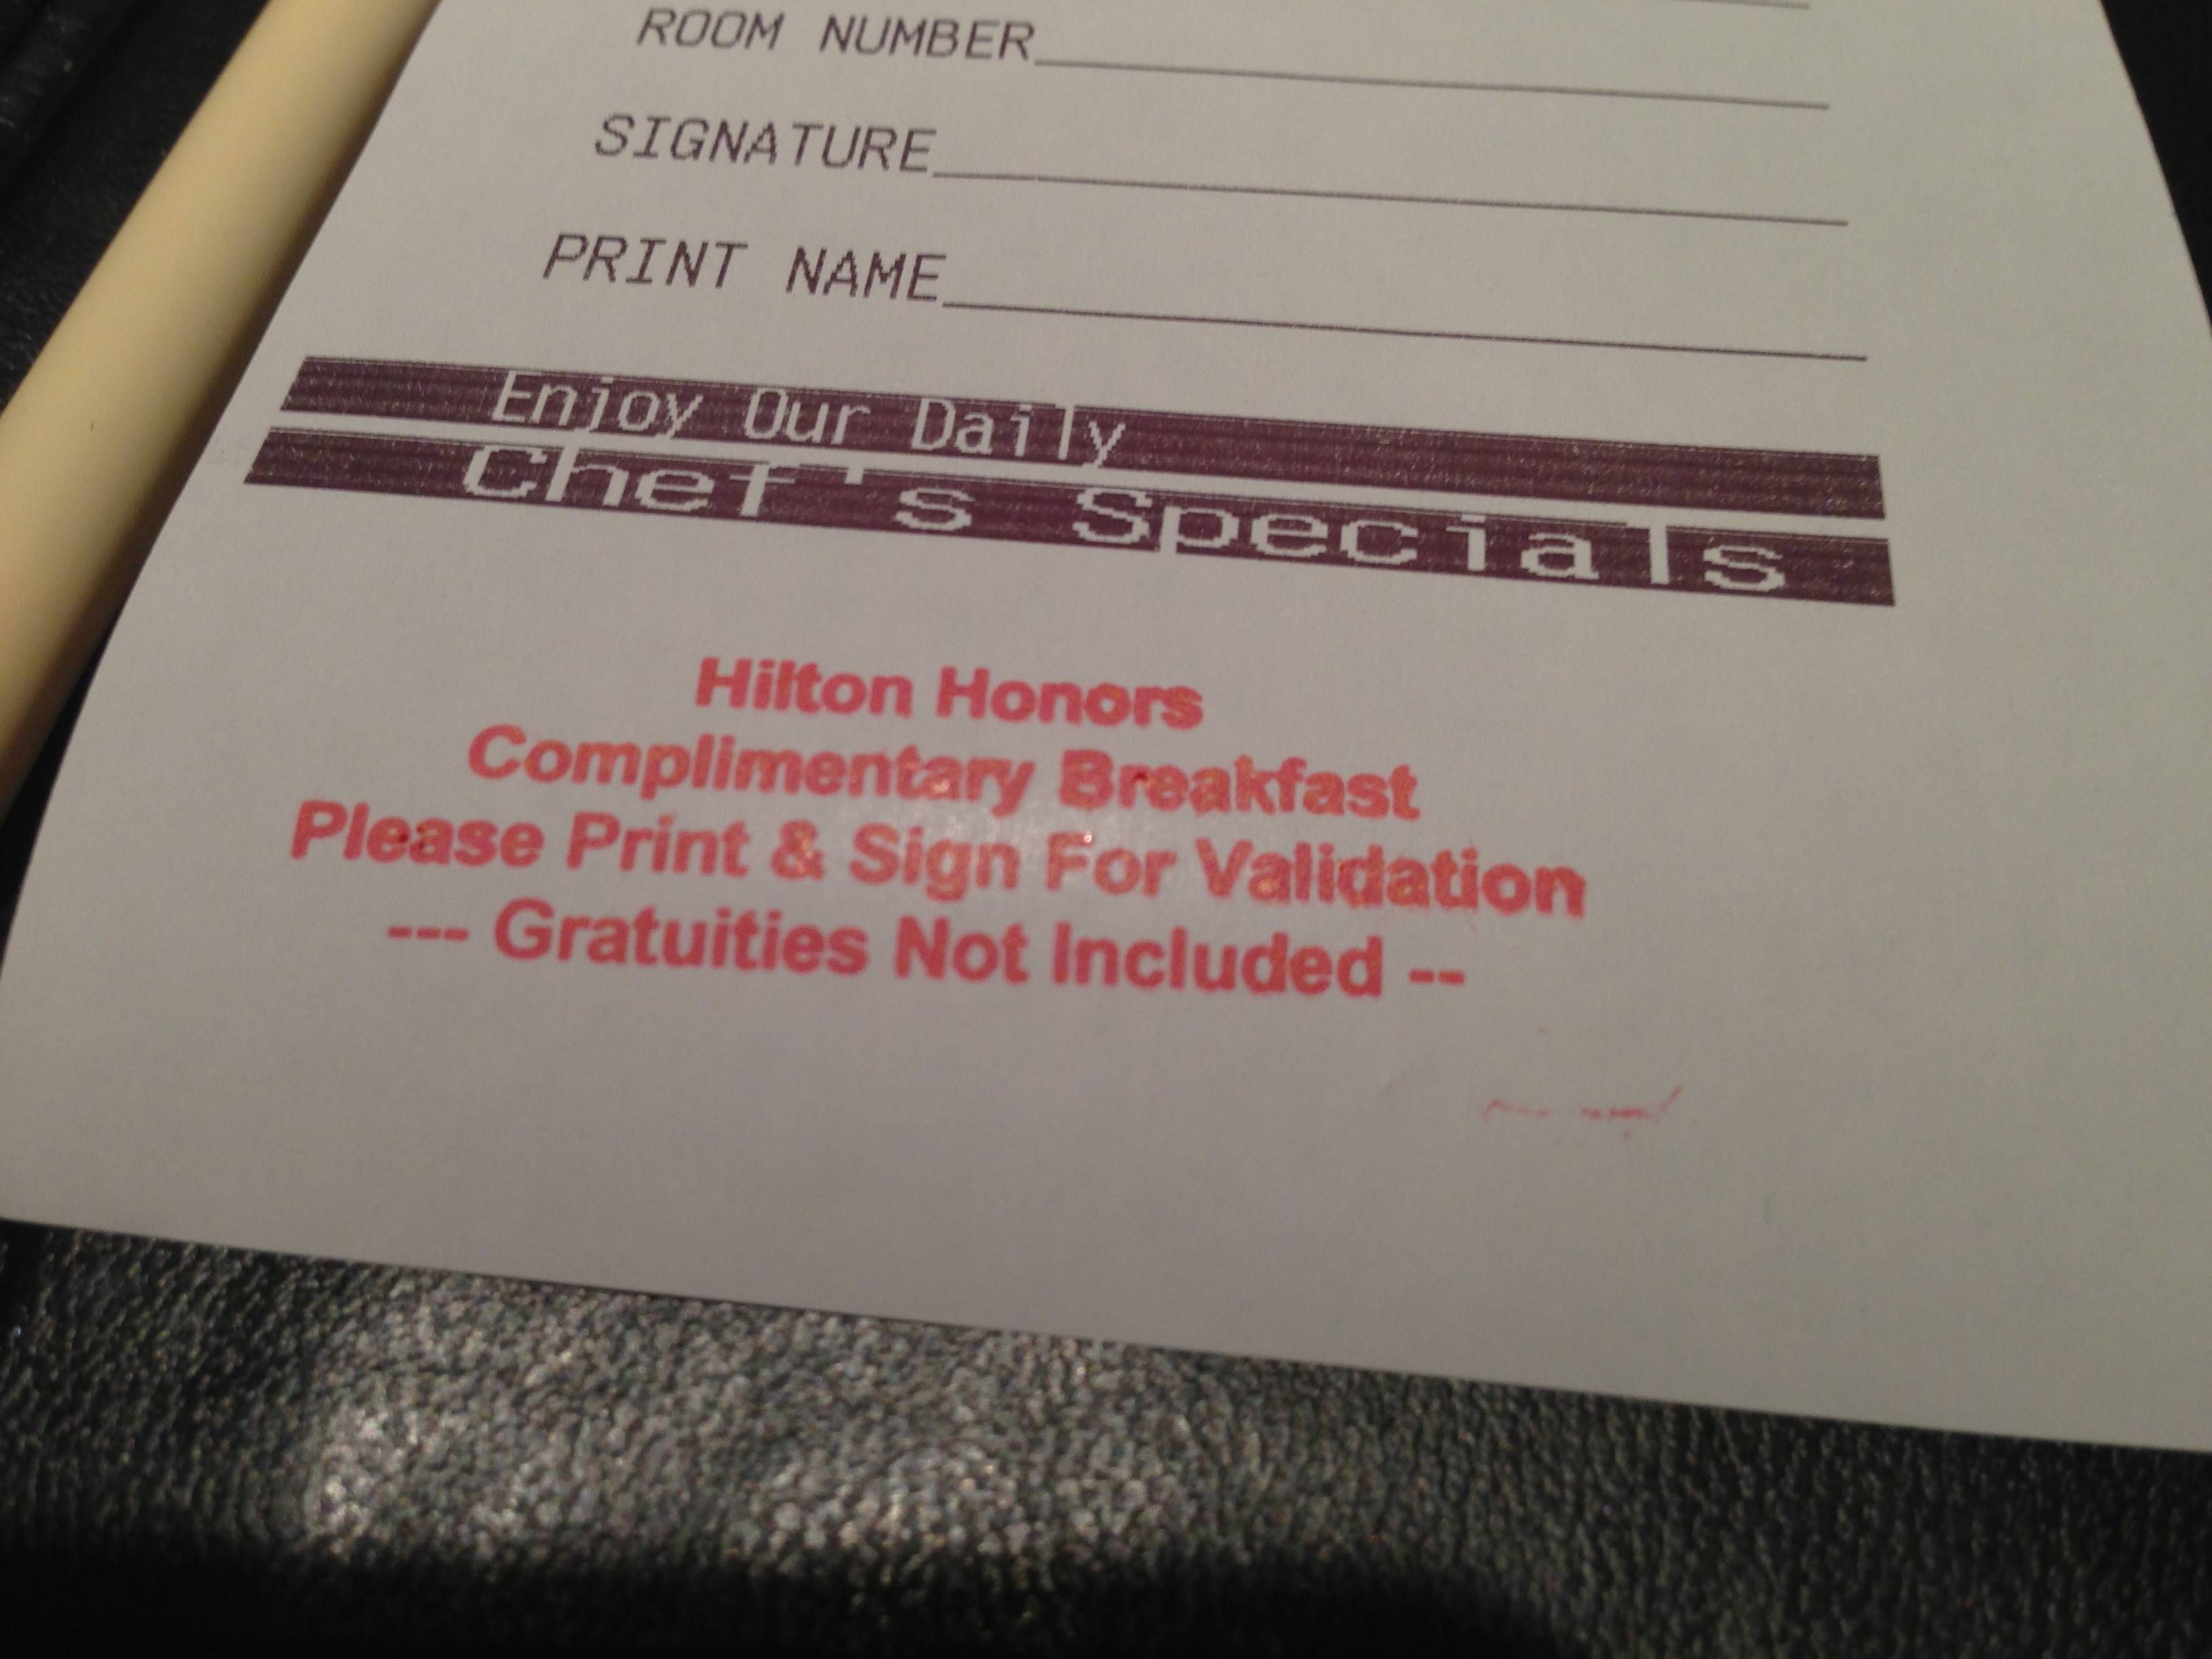 ROOM NUMBER
SIGNATURE
PRINT NAME
Enjoy Our Daily
Chef's Specials
Hilton Honors
Complimentary Breakfast
Please Print & Sign For Validation
--- Gratuities Not Included --